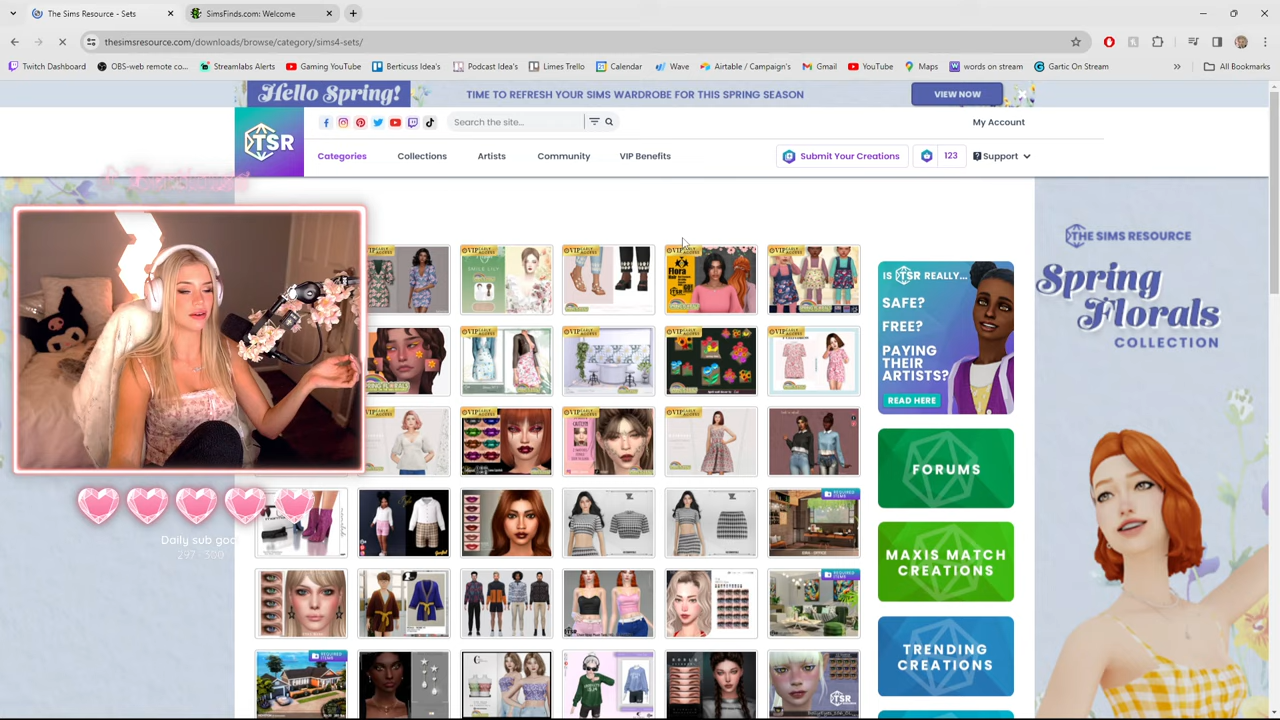 The Sims Resource - Sets
SimsFinds.com: Welcome
thesimsresource.com/downloads/browse/category/sims4-sets/
Twitch Dashboard
OBS-web remote co...
Streamlabs Alerts
Gaming YouTube
Berticuss Idea's
Podcast Idea's
Limes Trello
Calendar
Wave
Airtable / Campaign's
Gmail
YouTube
Maps
words on stream
Gartic On Stream
All Bookmarks
Hello Spring!
TIME TO REFRESH YOUR SIMS WARDROBE FOR THIS SPRING SEASON
VIEW NOW
TSR
Search the site...
My Account
Categories
Collections
Artists
Community
VIP Benefits
Submit Your Creations
123
Support
THE SIMS RESOURCE
Spring
Florals
COLLECTION
IS TSR REALLY...
SAFE?
FREE?
PAYING
THEIR
ARTISTS?
READ HERE
FORUMS
MAXIS MATCH
CREATIONS
TRENDING
CREATIONS
Flora
Daily sub goa
297 - 300